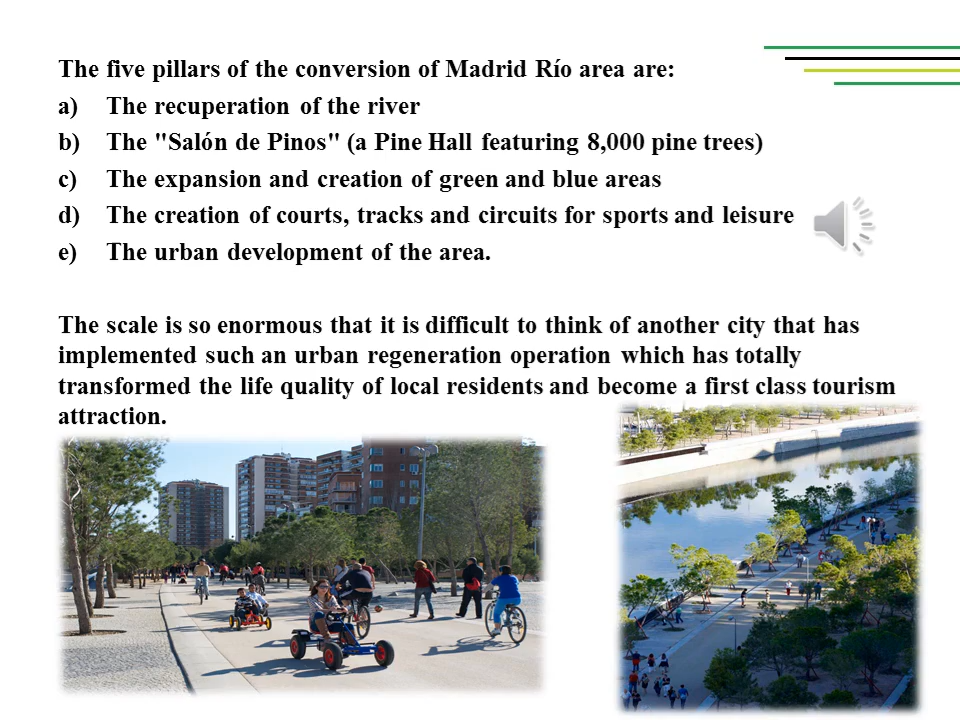 The five pillars of the conversion of Madrid Río area are:
a) The recuperation of the river
b) The "Salón de Pinos" (a Pine Hall featuring 8,000 pine trees)
c) The expansion and creation of green and blue areas
d) The creation of courts, tracks and circuits for sports and leisure
e) The urban development of the area.
The scale is so enormous that it is difficult to think of another city that has
implemented such an urban regeneration operation which has totally
transformed the life quality of local residents and become a first class tourism
attraction.